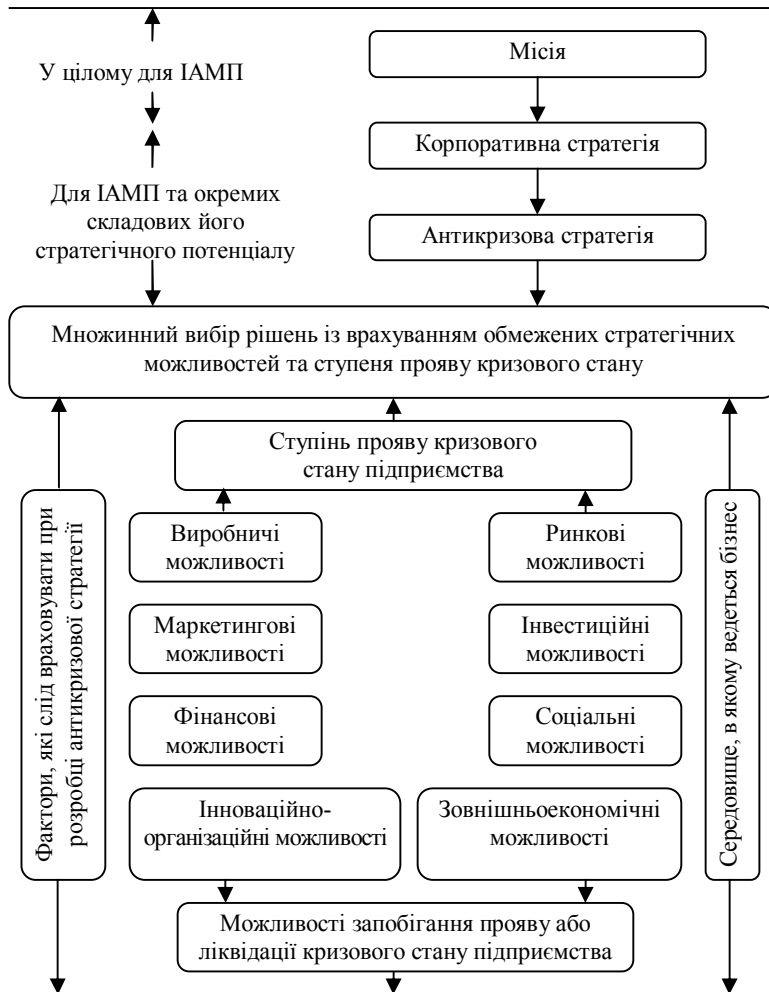 У цілому для ІАМП
Місія
Корпоративна стратегія
Для ІАМП та окремих
складових його
стратегічного потенціалу
Антикризова стратегія
Множинний вибір рішень із врахуванням обмежених стратегічних
можливостей та ступеня прояву кризового стану
Ступінь прояву кризового
стану підприємства
Фактори, які слід враховувати при
розробці антикризової стратегії
Виробничі
можливості
Ринкові
можливості
Маркетингові
можливості
Інвестиційні
можливості
Фінансові
можливості
Соціальні
можливості
Інноваційно-
організаційні можливості
Зовнішньоекономічні
можливості
Середовище, в якому ведеться бізнес
Можливості запобігання прояву або
ліквідації кризового стану підприємства